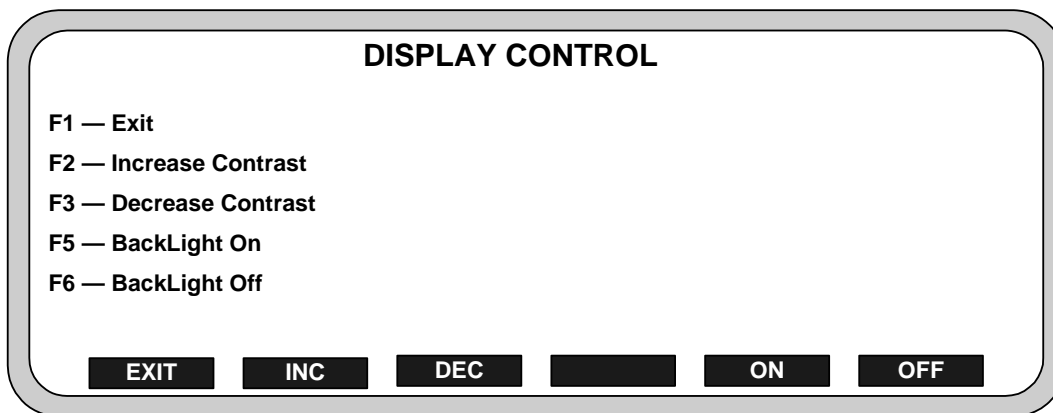 DISPLAY CONTROL
F1 — Exit
F2 — Increase Contrast
F3 — Decrease Contrast
F5 — BackLight On
F6 — BackLight Off
EXIT INC DEC ON OFF